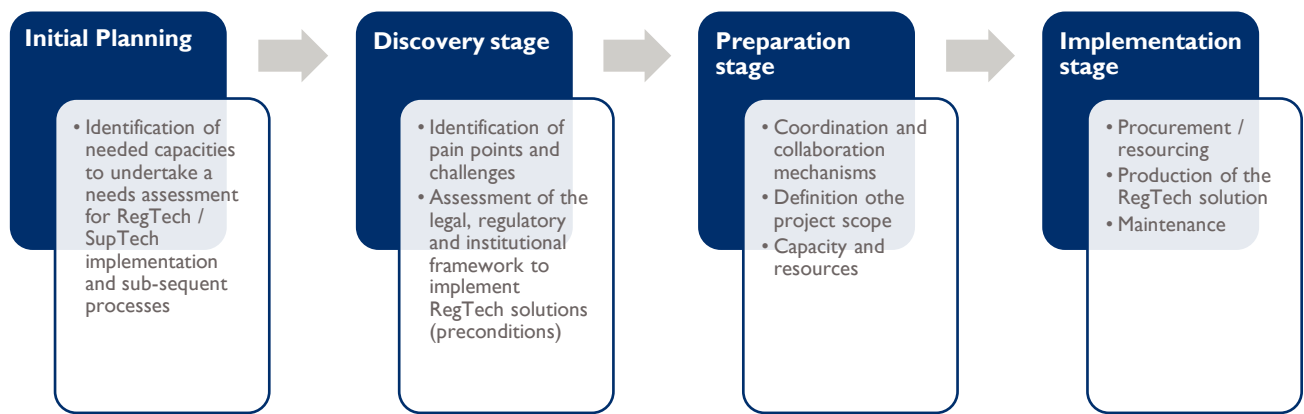 Initial Planning
• Identification of
needed capacities
to undertake a
needs assessment
for RegTech /
SupTech
implementation
and sub-sequent
processes
Discovery stage
• Identification of
pain points and
challenges
• Assessment of the
legal, regulatory
and institutional
framework to
implement
RegTech solutions
(preconditions)
Preparation
stage
• Coordination and
collaboration
mechanisms
• Definition othe
project scope
• Capacity and
resources
Implementation
stage
• Procurement /
resourcing
• Production of the
RegTech solution
• Maintenance